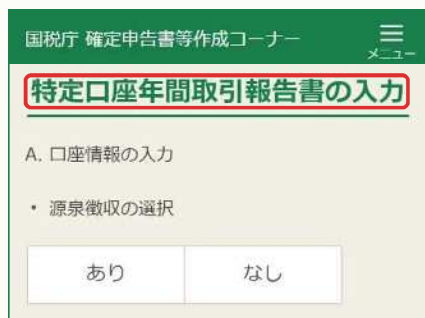 国税庁 確定申告書等作成コーナー
メニュー
特定口座年間取引報告書の入力
A. 口座情報の入力
・ 源泉徴収の選択
あり
なし